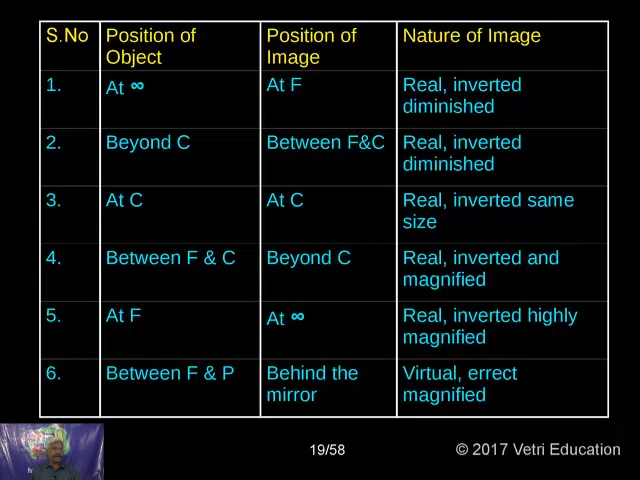 S.No Position of Object Position of Image Nature of Image
1. At ∞ At F Real, inverted diminished
2. Beyond C Between F&C Real, inverted diminished
3. At C At C Real, inverted same size
4. Between F & C Beyond C Real, inverted and magnified
5. At F At ∞ Real, inverted highly magnified
6. Between F & P Behind the mirror Virtual, errect magnified
19/58
© 2017 Vetri Education